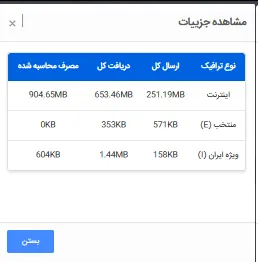 مشاهده جزییات ×
نوع ترافیک ارسال کل دریافت کل مصرف محاسبه شده
اینترنت 251.19MB 653.46MB 904.65MB
منتخب (E) 571KB 353KB 0KB
ویژه ایران (I) 158KB 1.44MB 604KB
بستن